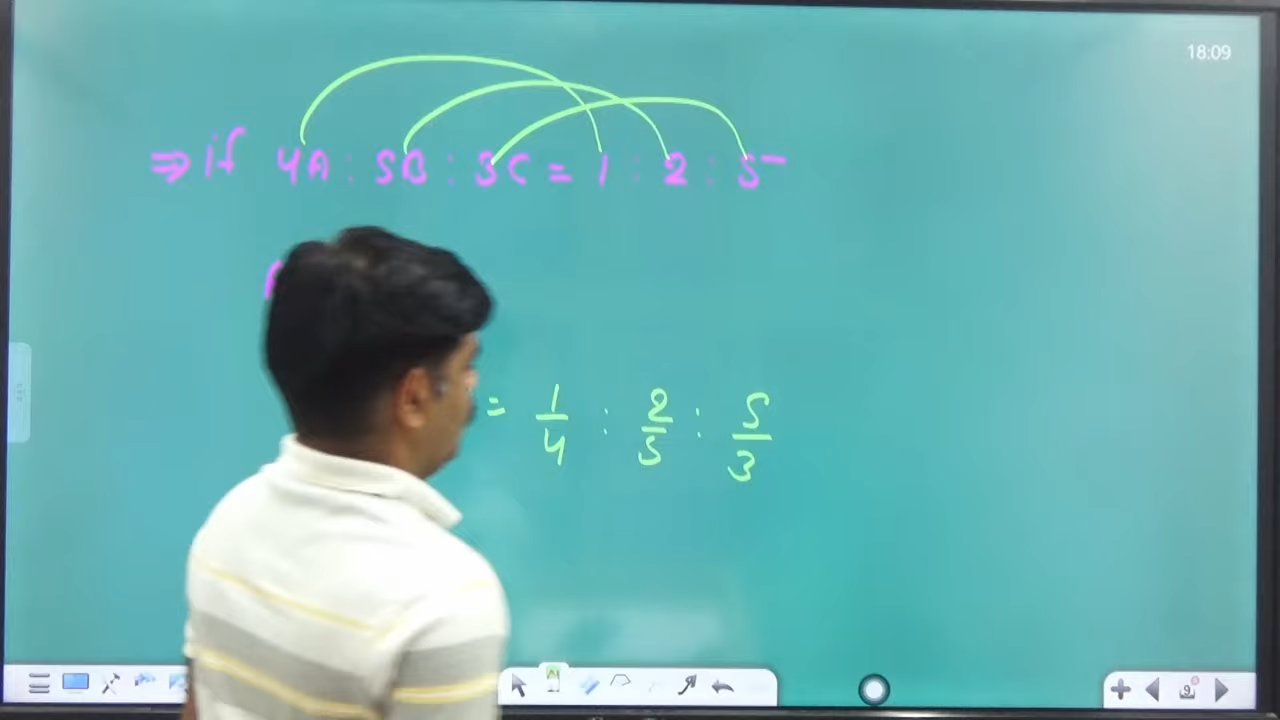 18:09
⇒ if 4A : 5B : 3C = 1 : 2 : 5
= 1/4 : 2/5 : 5/3